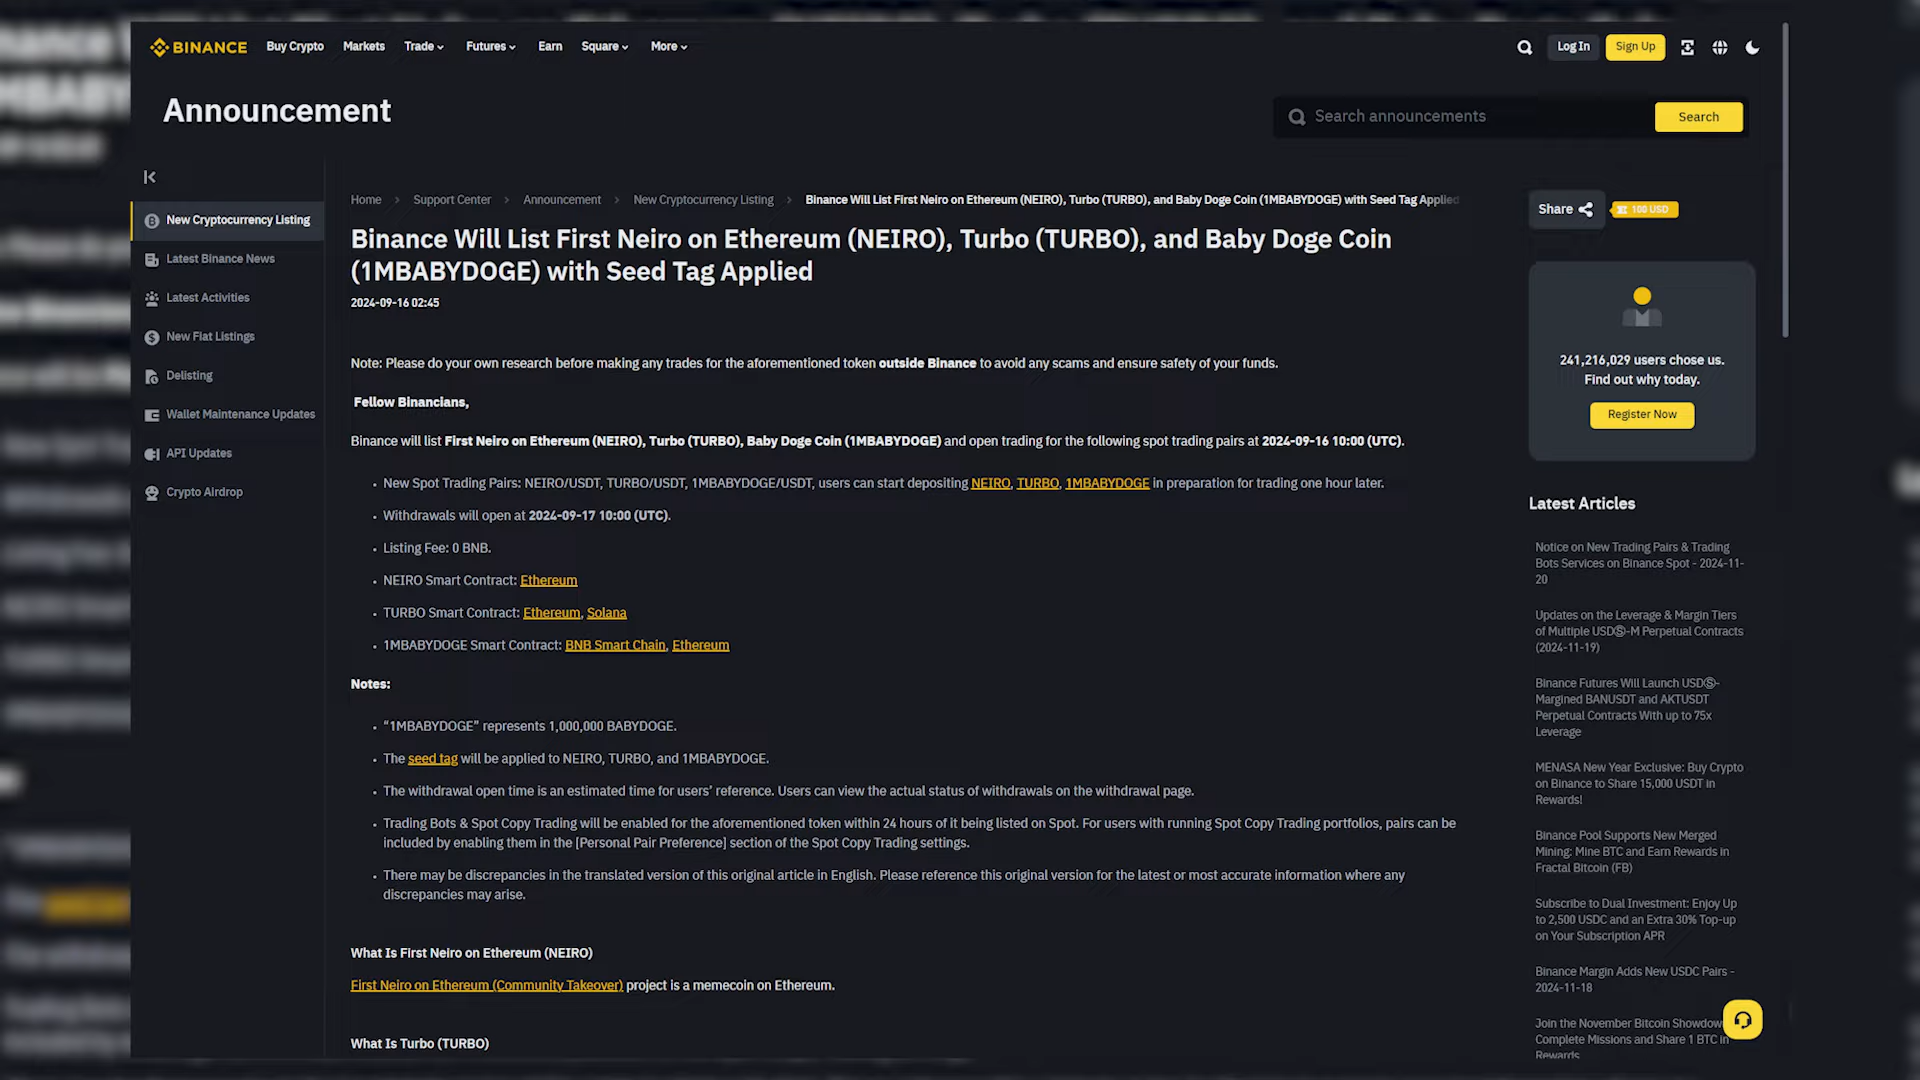 BINANCE Buy Crypto Markets Trade Futures Earn Square More Log In Sign Up
Announcement
Search announcements Search
New Cryptocurrency Listing
Latest Binance News
Latest Activities
New Fiat Listings
Delisting
Wallet Maintenance Updates
API Updates
Crypto Airdrop
Home > Support Center > Announcement > New Cryptocurrency Listing > Binance Will List First Neiro on Ethereum (NEIRO), Turbo (TURBO), and Baby Doge Coin (1MBABYDOGE) with Seed Tag Applied
Binance Will List First Neiro on Ethereum (NEIRO), Turbo (TURBO), and Baby Doge Coin
(1MBABYDOGE) with Seed Tag Applied
2024-09-16 02:45
Note: Please do your own research before making any trades for the aforementioned token outside Binance to avoid any scams and ensure safety of your funds.
Fellow Binancians,
Binance will list First Neiro on Ethereum (NEIRO), Turbo (TURBO), Baby Doge Coin (1MBABYDOGE) and open trading for the following spot trading pairs at 2024-09-16 10:00 (UTC).
• New Spot Trading Pairs: NEIRO/USDT, TURBO/USDT, 1MBABYDOGE/USDT, users can start depositing NEIRO, TURBO, 1MBABYDOGE in preparation for trading one hour later.
• Withdrawals will open at 2024-09-17 10:00 (UTC).
• Listing Fee: 0 BNB.
• NEIRO Smart Contract: Ethereum
• TURBO Smart Contract: Ethereum, Solana
• 1MBABYDOGE Smart Contract: BNB Smart Chain, Ethereum
Notes:
• “1MBABYDOGE” represents 1,000,000 BABYDOGE.
• The seed tag will be applied to NEIRO, TURBO, and 1MBABYDOGE.
• The withdrawal open time is an estimated time for users’ reference. Users can view the actual status of withdrawals on the withdrawal page.
• Trading Bots & Spot Copy Trading will be enabled for the aforementioned token within 24 hours of it being listed on Spot. For users with running Spot Copy Trading portfolios, pairs can be
included by enabling them in the [Personal Pair Preference] section of the Spot Copy Trading settings.
• There may be discrepancies in the translated version of this original article in English. Please reference this original version for the latest or most accurate information where any
discrepancies may arise.
What Is First Neiro on Ethereum (NEIRO)
First Neiro on Ethereum (Community Takeover) project is a memecoin on Ethereum.
What Is Turbo (TURBO)
Share 100 USD
241,216,029 users chose us.
Find out why today.
Register Now
Latest Articles
Notice on New Trading Pairs & Trading
Bots Services on Binance Spot - 2024-11-
20
Updates on the Leverage & Margin Tiers
of Multiple USDⓈ-M Perpetual Contracts
(2024-11-19)
Binance Futures Will Launch USDⓈ-
Margined BANUSDT and AKTUSDT
Perpetual Contracts With up to 75x
Leverage
MENASA New Year Exclusive: Buy Crypto
on Binance to Share 15,000 USDT in
Rewards!
Binance Pool Supports New Merged
Mining: Mine BTC and Earn Rewards in
Fractal Bitcoin (FB)
Subscribe to Dual Investment: Enjoy Up
to 2,500 USDC and an Extra 30% Top-up
on Your Subscription APR
Binance Margin Adds New USDC Pairs -
2024-11-18
Join the November Bitcoin Showdow
Complete Missions and Share 1 BTC in
Rewards